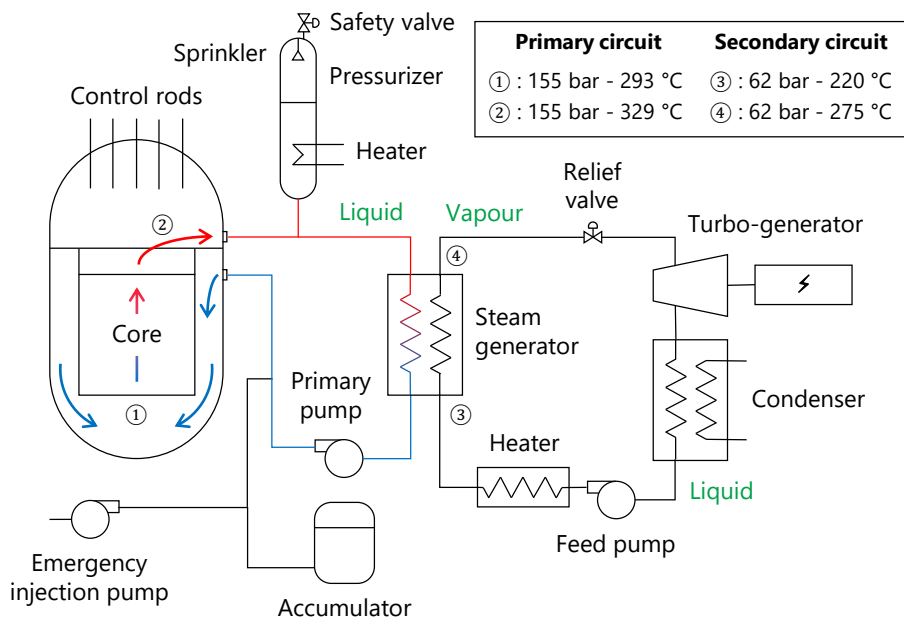 Safety valve
Sprinkler
Pressurizer
Control rods
Heater
Primary circuit
Secondary circuit
① : 155 bar - 293 °C
③ : 62 bar - 220 °C
② : 155 bar - 329 °C
④ : 62 bar - 275 °C
Relief
valve
Turbo-generator
Liquid
Vapour
②
④
Core
Steam
generator
①
Primary
pump
③
Condenser
Heater
Liquid
Feed pump
Emergency
injection pump
Accumulator